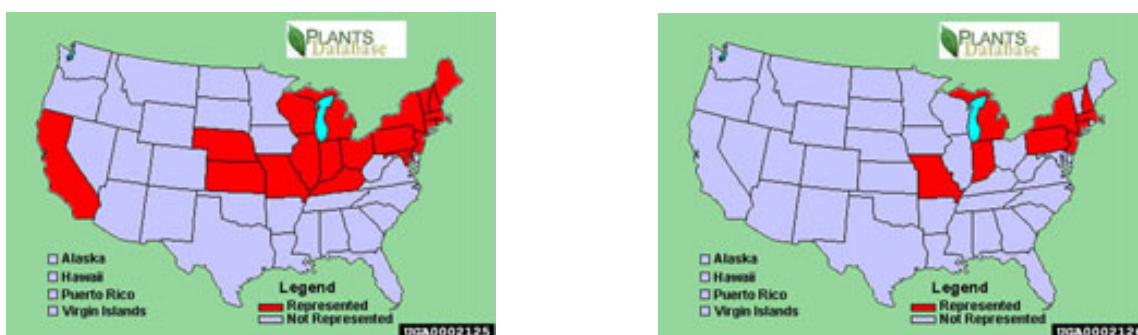 PLANTS
Database
Alaska
Hawaii
Puerto Rico
Virgin Islands
Legend
Represented
Not Represented
UGA0002125
PLANTS
Database
Alaska
Hawaii
Puerto Rico
Virgin Islands
Legend
Represented
Not Represented